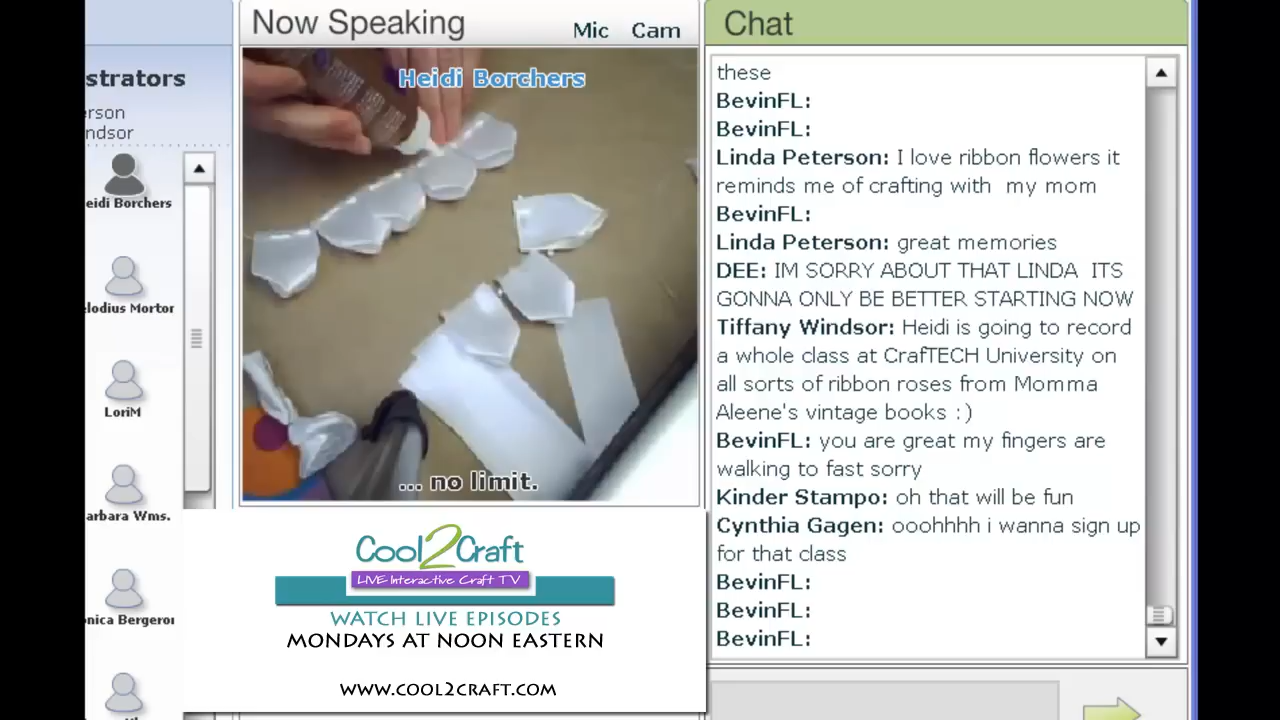 strators
erson
ndsor
eidi Borchers
elodius Mortor
LoriM
arbara Wms.
onica Bergeror
Now Speaking
Mic Cam
Heidi Borchers
... no limit.
Cool2Craft
LIVE Interactive Craft TV
WATCH LIVE EPISODES
MONDAYS AT NOON EASTERN
WWW.COOL2CRAFT.COM
Chat
these
BevinFL:
BevinFL:
Linda Peterson: I love ribbon flowers it
reminds me of crafting with my mom
BevinFL:
Linda Peterson: great memories
DEE: IM SORRY ABOUT THAT LINDA ITS
GONNA ONLY BE BETTER STARTING NOW
Tiffany Windsor: Heidi is going to record
a whole class at CrafTECH University on
all sorts of ribbon roses from Momma
Aleene's vintage books :)
BevinFL: you are great my fingers are
walking to fast sorry
Kinder Stampo: oh that will be fun
Cynthia Gagen: ooohhhh i wanna sign up
for that class
BevinFL:
BevinFL:
BevinFL: